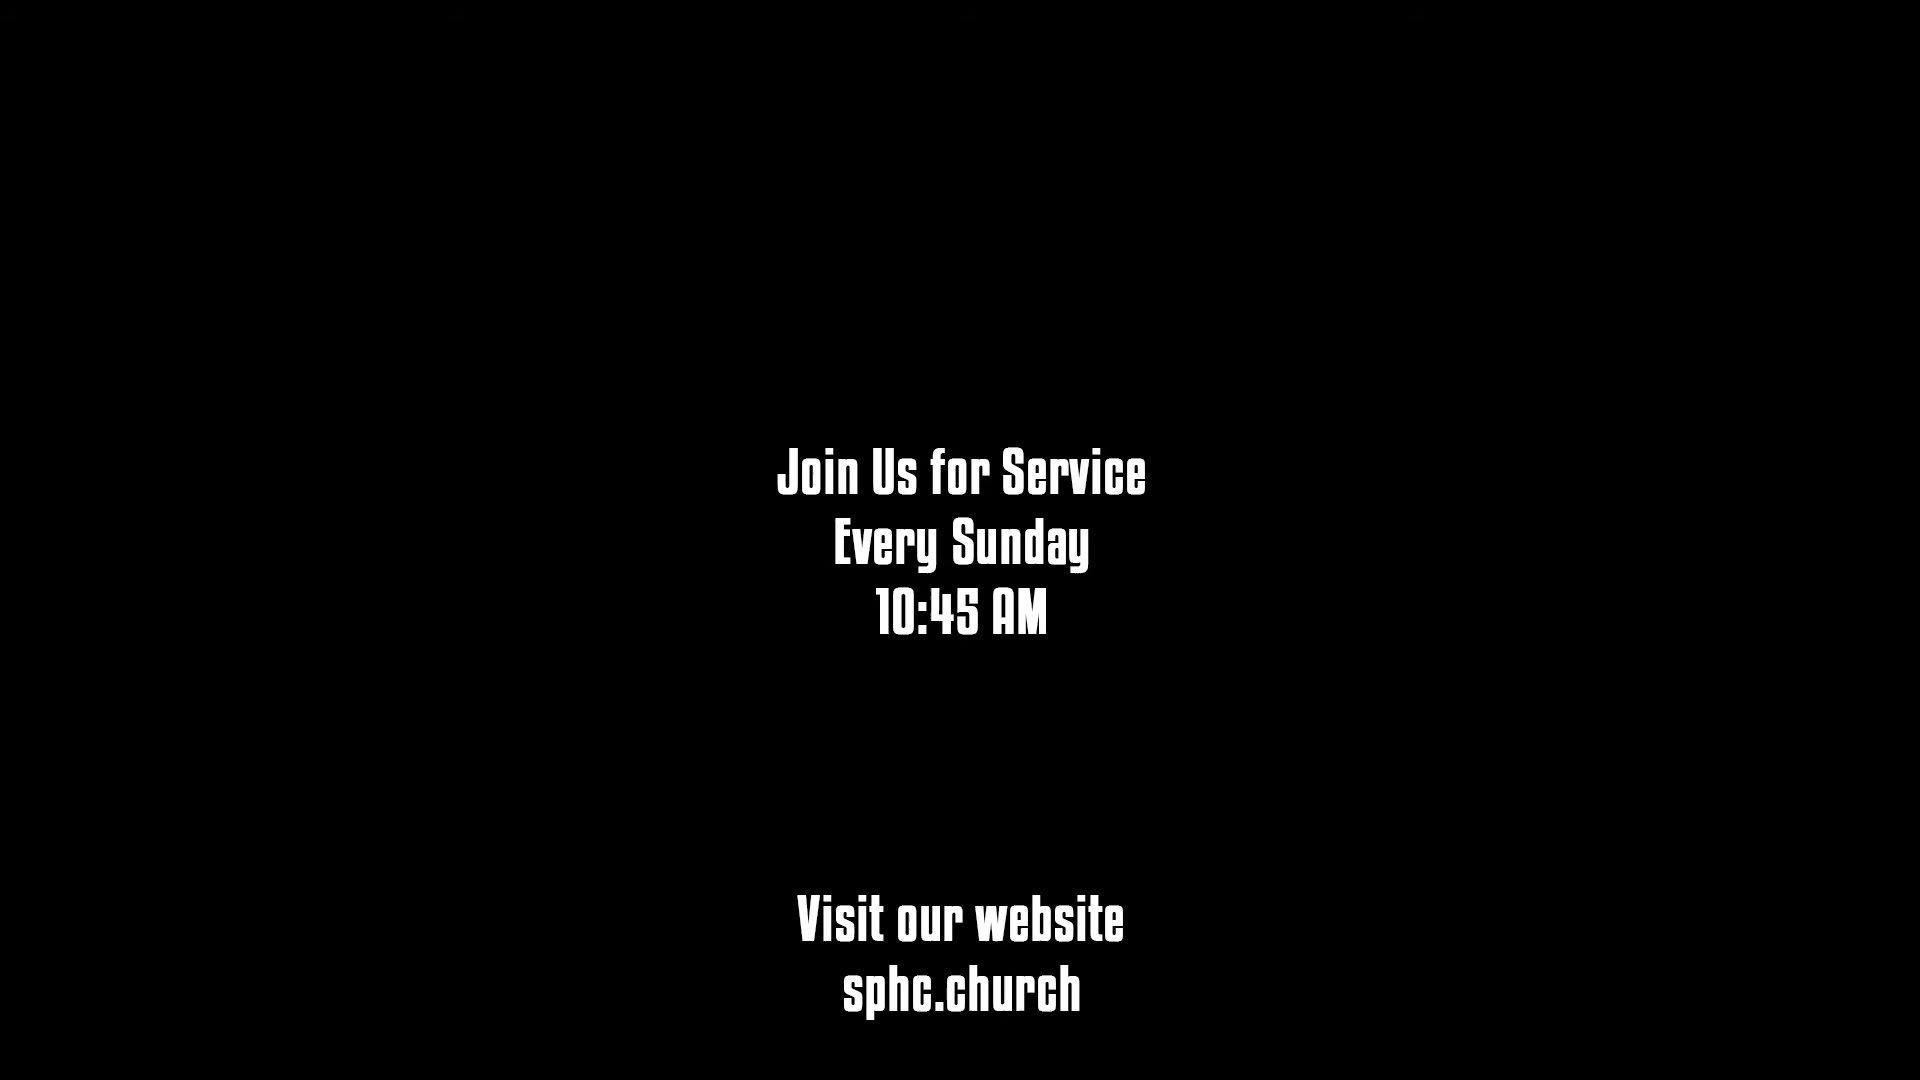 Join Us for Service
Every Sunday
10:45 AM
Visit our website
sphc.church